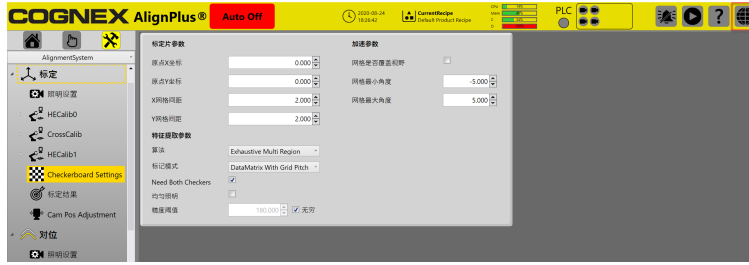 COGNEX AlignPlus®
Auto Off
2020-08-24
18:26:42
CurrentRecipe
Default Product Recipe
CPU
Mem
C
D
PLC
AlignmentSystem
标定
照明设置
HECalib0
CrossCalib
HECalib1
Checkerboard Settings
标定结果
Cam Pos Adjustment
对位
照明设置
标定片参数
原点X坐标 0.000
原点Y坐标 0.000
X网格间距 2.000
Y网格间距 2.000
特征提取参数
算法 Exhaustive Multi Region
标记模式 DataMatrix With Grid Pitch
Need Both Checkers
均匀照明
粗度阈值 180.000 无穷
加速参数
网格是否覆盖视野
网格最小角度 -5.000
网格最大角度 5.000